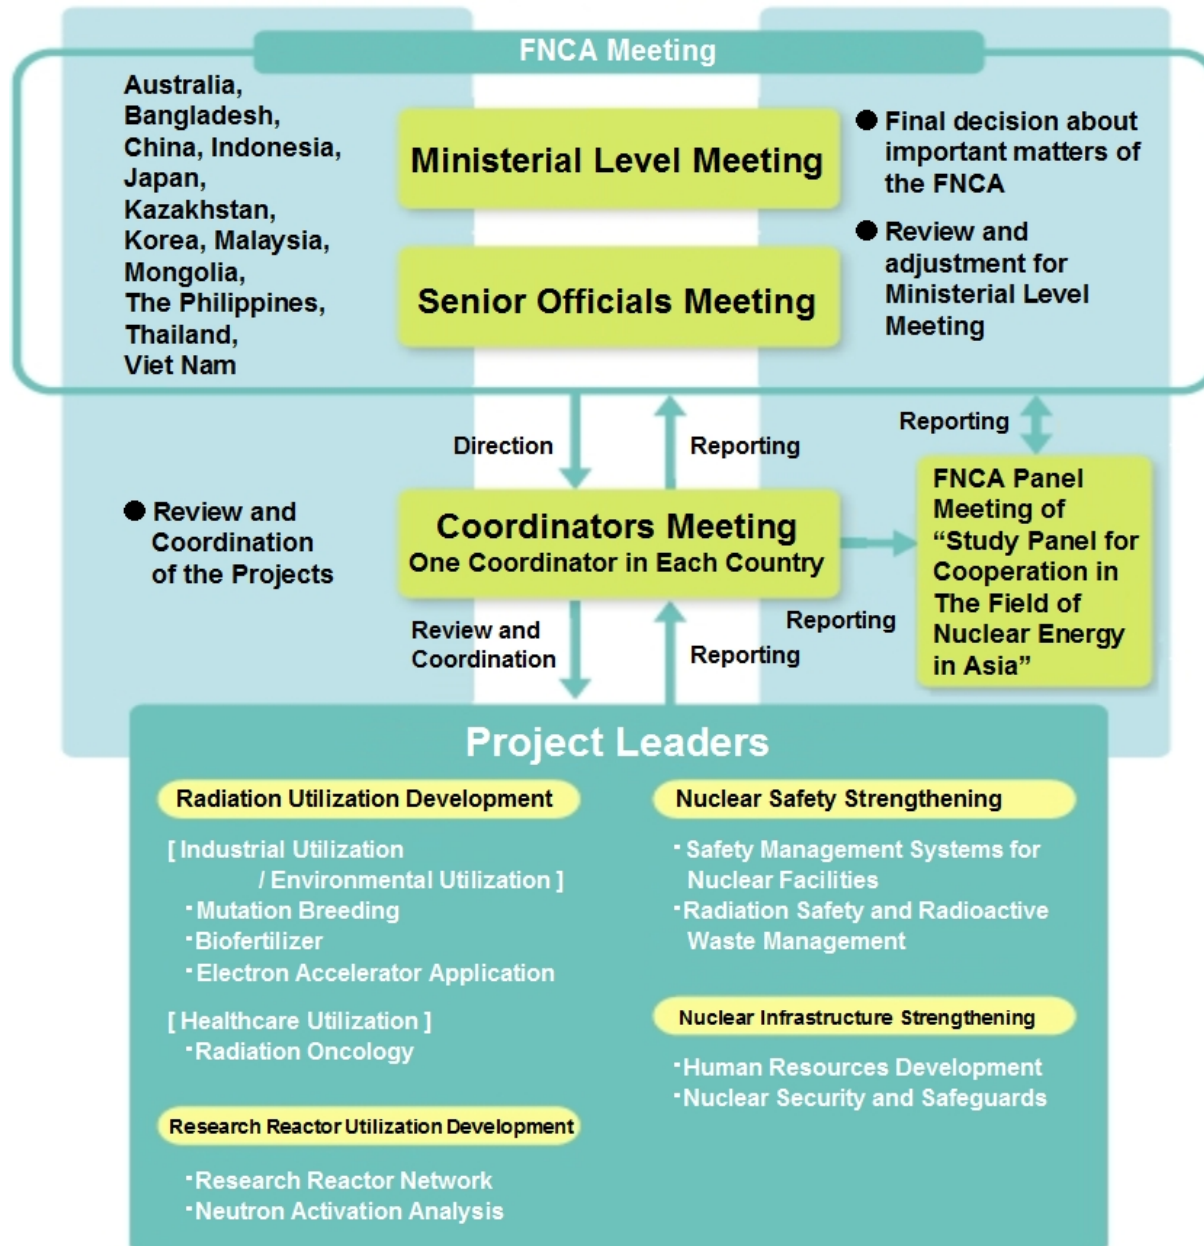 FNCA Meeting
Australia,
Bangladesh,
China, Indonesia,
Japan,
Kazakhstan,
Korea, Malaysia,
Mongolia,
The Philippines,
Thailand,
Viet Nam
Ministerial Level Meeting
Senior Officials Meeting
● Final decision about
important matters of
the FNCA
● Review and
adjustment for
Ministerial Level
Meeting
Direction
Reporting
Reporting
● Review and
Coordination
of the Projects
Coordinators Meeting
One Coordinator in Each Country
FNCA Panel
Meeting of
“Study Panel for
Cooperation in
The Field of
Nuclear Energy
in Asia”
Reporting
Review and
Coordination
Reporting
Project Leaders
Radiation Utilization Development
[ Industrial Utilization
/ Environmental Utilization ]
・Mutation Breeding
・Biofertilizer
・Electron Accelerator Application
[ Healthcare Utilization ]
・Radiation Oncology
Research Reactor Utilization Development
・Research Reactor Network
・Neutron Activation Analysis
Nuclear Safety Strengthening
・Safety Management Systems for
Nuclear Facilities
・Radiation Safety and Radioactive
Waste Management
Nuclear Infrastructure Strengthening
・Human Resources Development
・Nuclear Security and Safeguards